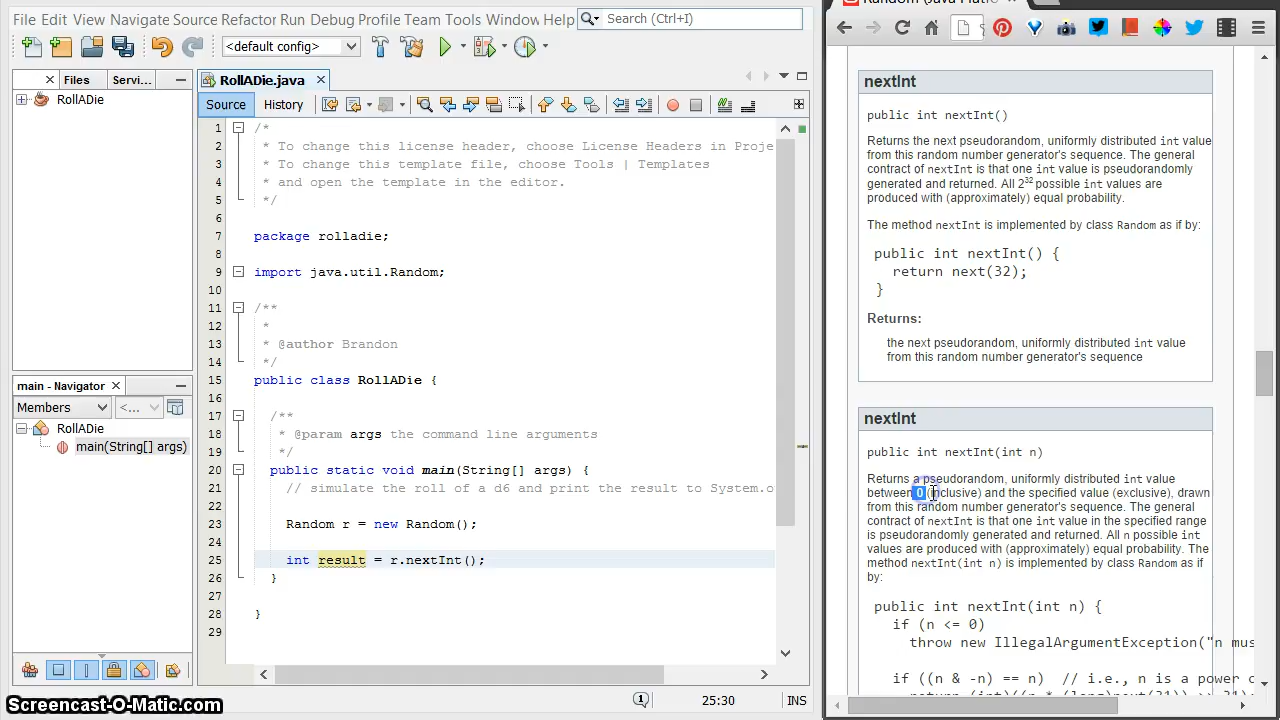 File Edit View Navigate Source Refactor Run Debug Profile Team Tools Window Help
Search (Ctrl+I)
<default config>
Files
Servi...
RollADie
main - Navigator
Members
<...
RollADie
main(String[] args)
RollADie.java
Source
History
1 /*
2 * To change this license header, choose License Headers in Proje
3 * To change this template file, choose Tools | Templates
4 * and open the template in the editor.
5 */
6
7 package rolladie;
8
9 import java.util.Random;
10
11 /**
12 *
13 * @author Brandon
14 */
15 public class RollADie {
16
17 /**
18 * @param args the command line arguments
19 */
20 public static void main(String[] args) {
21 // simulate the roll of a d6 and print the result to System.o
22
23 Random r = new Random();
24
25 int result = r.nextInt();
26 }
27
28 }
29
25:30
INS
nextInt
public int nextInt()
Returns the next pseudorandom, uniformly distributed int value
from this random number generator's sequence. The general
contract of nextInt is that one int value is pseudorandomly
generated and returned. All 2³² possible int values are
produced with (approximately) equal probability.
The method nextInt is implemented by class Random as if by:
public int nextInt() {
return next(32);
}
Returns:
the next pseudorandom, uniformly distributed int value
from this random number generator's sequence
nextInt
public int nextInt(int n)
Returns a pseudorandom, uniformly distributed int value
between 0 (inclusive) and the specified value (exclusive), drawn
from this random number generator's sequence. The general
contract of nextInt is that one int value in the specified range
is pseudorandomly generated and returned. All n possible int
values are produced with (approximately) equal probability. The
method nextInt(int n) is implemented by class Random as if
by:
public int nextInt(int n) {
if (n <= 0)
throw new IllegalArgumentException("n mus
if ((n & -n) == n) // i.e., n is a power o
Screencast-O-Matic.com